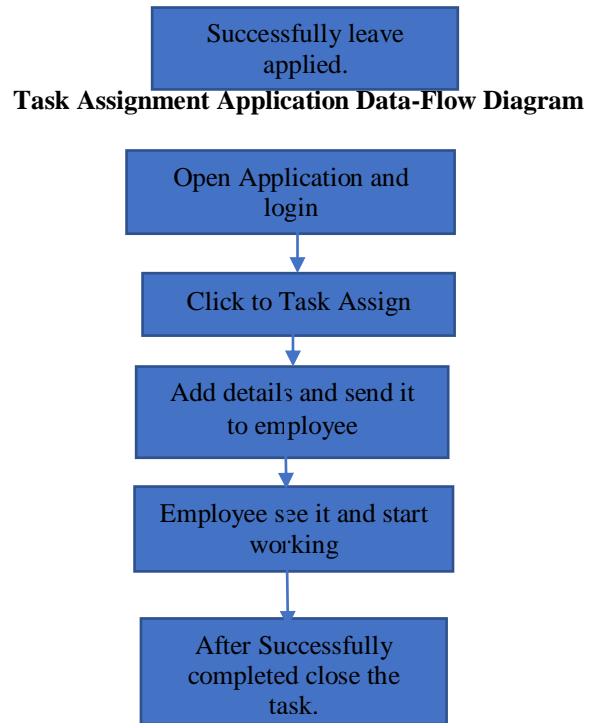 Successfully leave
applied.
Task Assignment Application Data-Flow Diagram
Open Application and
login
Click to Task Assign
Add details and send it
to employee
Employee see it and start
working
After Successfully
completed close the
task.